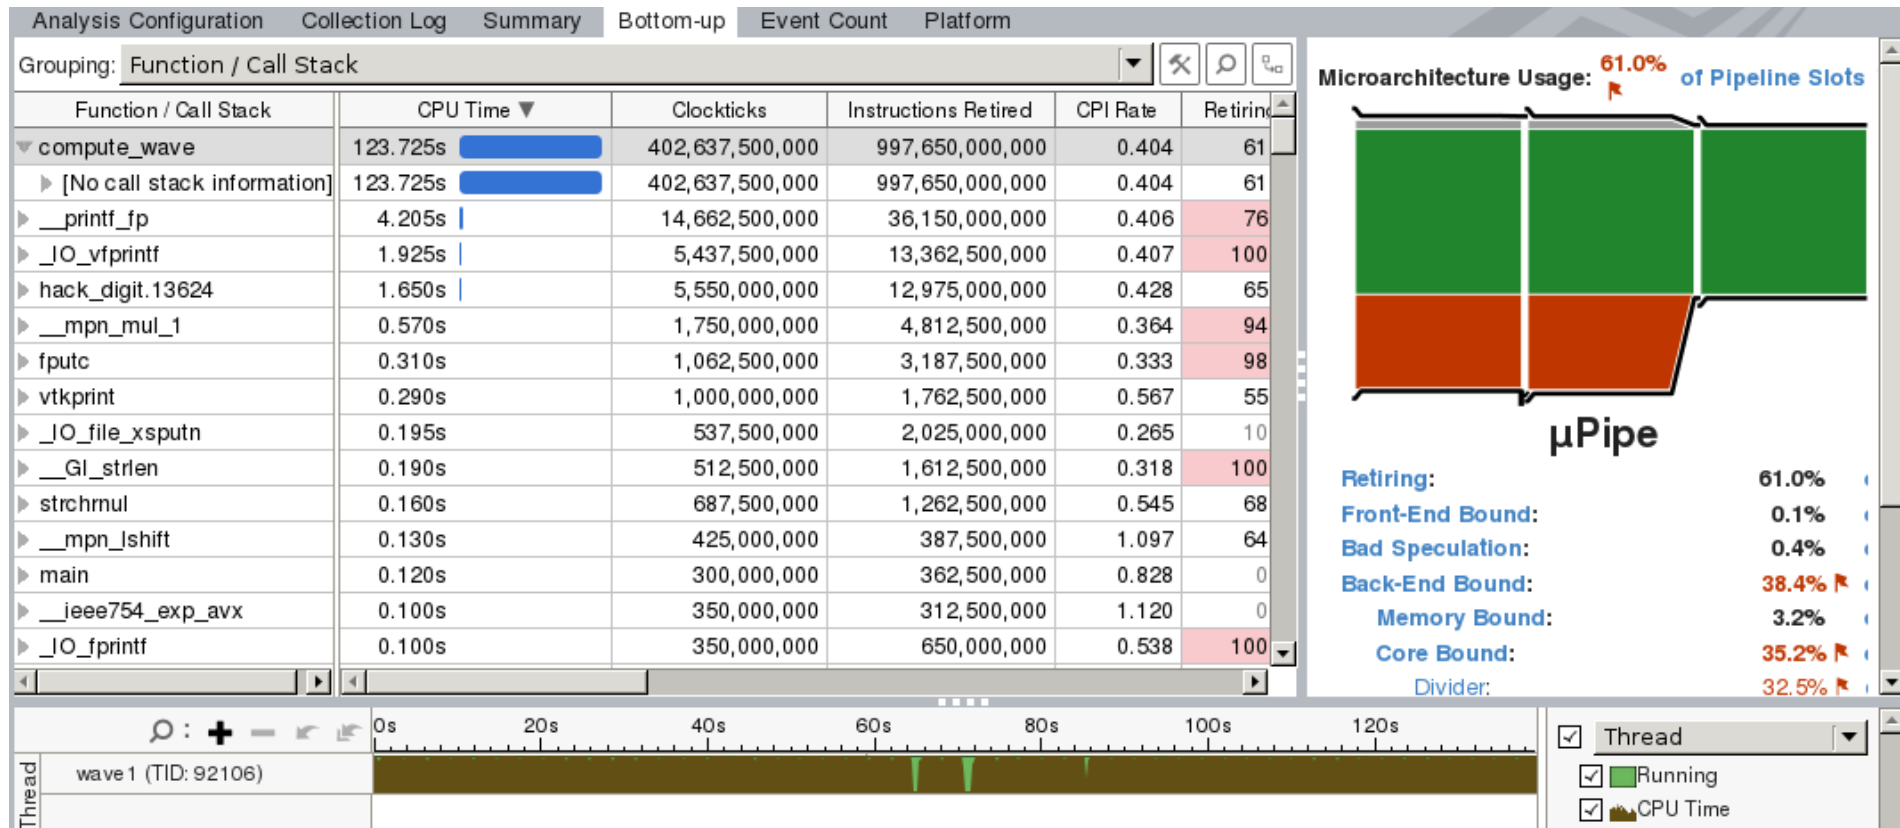 Analysis Configuration Collection Log Summary Bottom-up Event Count Platform
Grouping: Function / Call Stack
Function / Call Stack CPU Time Clockticks Instructions Retired CPI Rate Retiring
compute_wave 123.725s 402,637,500,000 997,650,000,000 0.404 61
[No call stack information] 123.725s 402,637,500,000 997,650,000,000 0.404 61
__printf_fp 4.205s 14,662,500,000 36,150,000,000 0.406 76
_IO_vfprintf 1.925s 5,437,500,000 13,362,500,000 0.407 100
hack_digit.13624 1.650s 5,550,000,000 12,975,000,000 0.428 65
__mpn_mul_1 0.570s 1,750,000,000 4,812,500,000 0.364 94
fputc 0.310s 1,062,500,000 3,187,500,000 0.333 98
vtkprint 0.290s 1,000,000,000 1,762,500,000 0.567 55
_IO_file_xsputn 0.195s 537,500,000 2,025,000,000 0.265 10
__GI_strlen 0.190s 512,500,000 1,612,500,000 0.318 100
strchrnul 0.160s 687,500,000 1,262,500,000 0.545 68
__mpn_lshift 0.130s 425,000,000 387,500,000 1.097 64
main 0.120s 300,000,000 362,500,000 0.828 0
__ieee754_exp_avx 0.100s 350,000,000 312,500,000 1.120 0
_IO_fprintf 0.100s 350,000,000 650,000,000 0.538 100
Microarchitecture Usage: 61.0% of Pipeline Slots
µPipe
Retiring: 61.0%
Front-End Bound: 0.1%
Bad Speculation: 0.4%
Back-End Bound: 38.4%
Memory Bound: 3.2%
Core Bound: 35.2%
Divider: 32.5%
0s 20s 40s 60s 80s 100s 120s
Thread
wave1 (TID: 92106)
Thread
Running
CPU Time